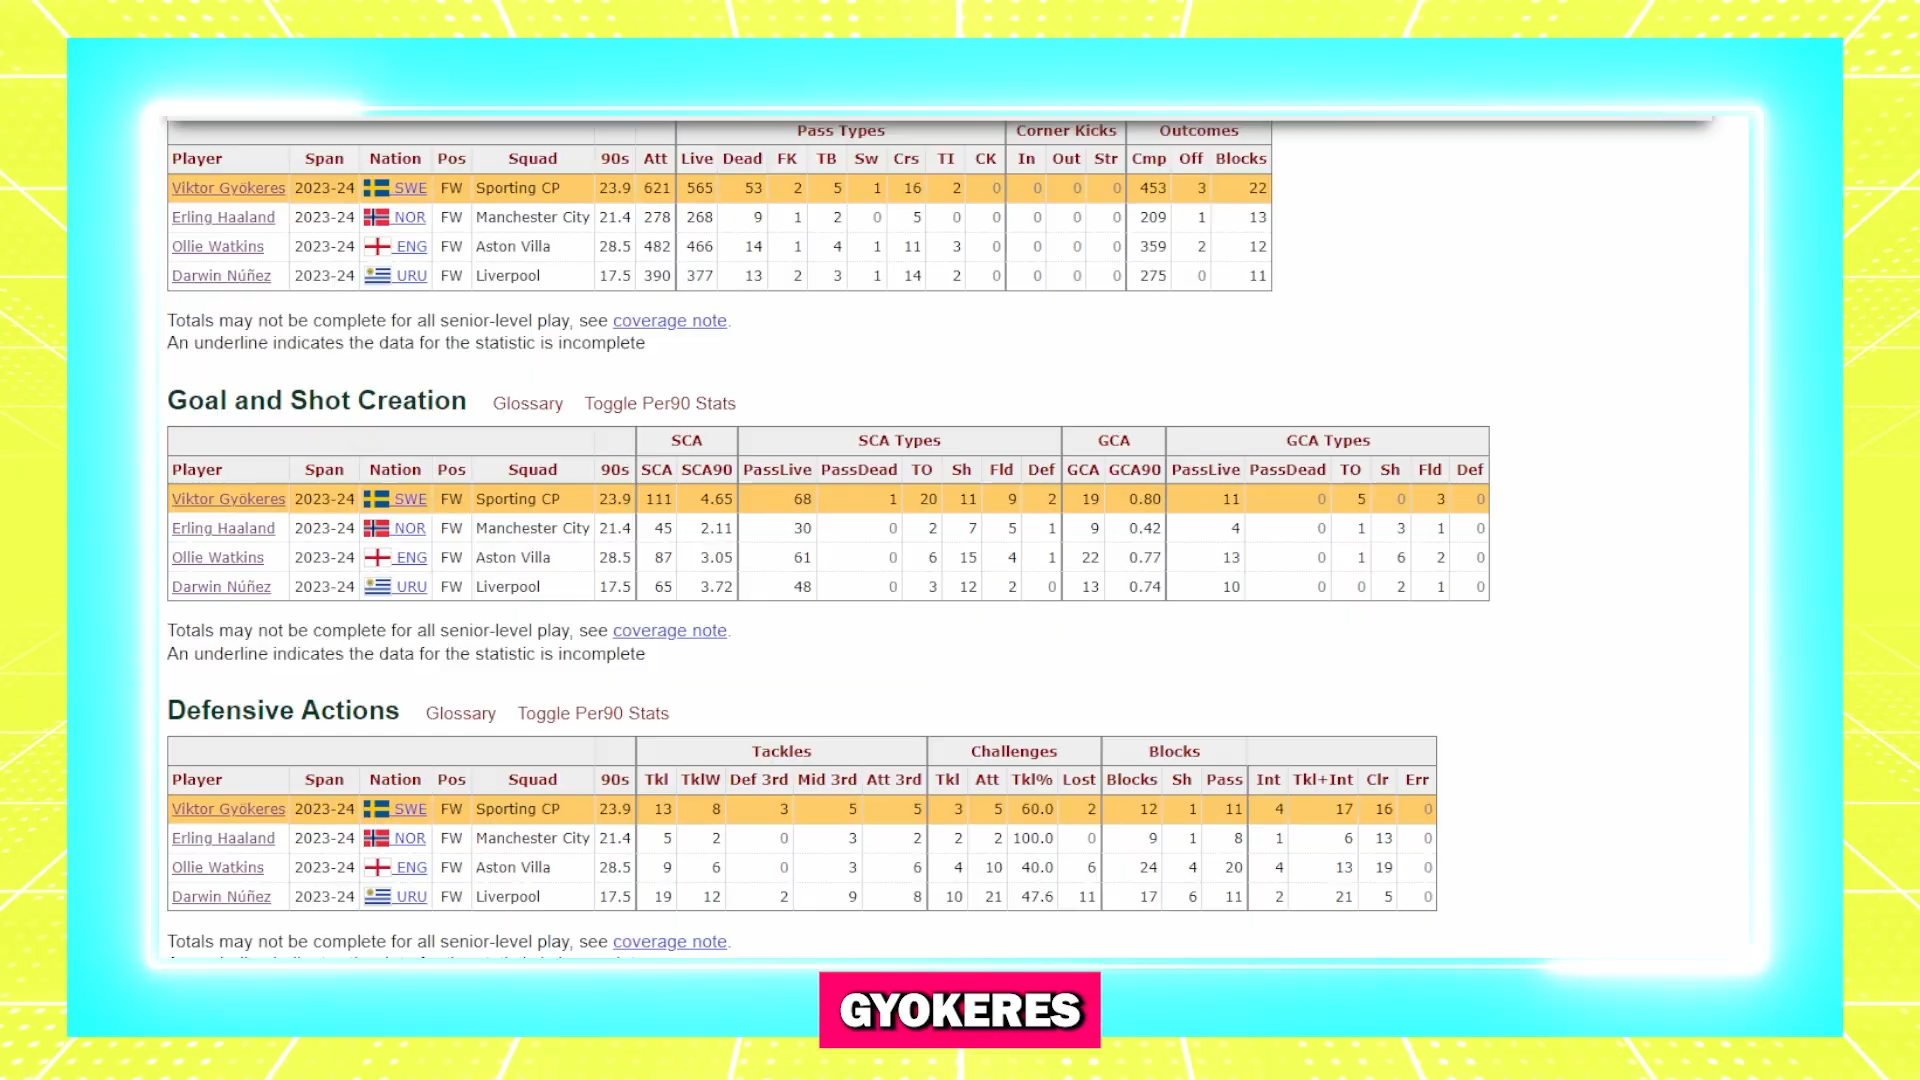 Pass Types Corner Kicks Outcomes
Player Span Nation Pos Squad 90s Att Live Dead FK TB Sw Crs TI CK In Out Str Cmp Off Blocks
Viktor Gyökeres 2023-24 SWE FW Sporting CP 23.9 621 565 53 2 5 1 16 2 0 0 0 0 453 3 22
Erling Haaland 2023-24 NOR FW Manchester City 21.4 278 268 9 1 2 0 5 0 0 0 0 0 209 1 13
Ollie Watkins 2023-24 ENG FW Aston Villa 28.5 482 466 14 1 4 1 11 3 0 0 0 0 359 2 12
Darwin Núñez 2023-24 URU FW Liverpool 17.5 390 377 13 2 3 1 14 2 0 0 0 0 275 0 11
Totals may not be complete for all senior-level play, see coverage note.
An underline indicates the data for the statistic is incomplete
Goal and Shot Creation Glossary Toggle Per90 Stats
SCA SCA Types GCA GCA Types
Player Span Nation Pos Squad 90s SCA SCA90 PassLive PassDead TO Sh Fld Def GCA GCA90 PassLive PassDead TO Sh Fld Def
Viktor Gyökeres 2023-24 SWE FW Sporting CP 23.9 111 4.65 68 1 20 11 9 2 19 0.80 11 0 5 0 3 0
Erling Haaland 2023-24 NOR FW Manchester City 21.4 45 2.11 30 0 2 7 5 1 9 0.42 4 0 1 3 1 0
Ollie Watkins 2023-24 ENG FW Aston Villa 28.5 87 3.05 61 0 6 15 4 1 22 0.77 13 0 1 6 2 0
Darwin Núñez 2023-24 URU FW Liverpool 17.5 65 3.72 48 0 3 12 2 0 13 0.74 10 0 0 2 1 0
Totals may not be complete for all senior-level play, see coverage note.
An underline indicates the data for the statistic is incomplete
Defensive Actions Glossary Toggle Per90 Stats
Tackles Challenges Blocks
Player Span Nation Pos Squad 90s Tkl TklW Def 3rd Mid 3rd Att 3rd Tkl Att Tkl% Lost Blocks Sh Pass Int Tkl+Int Clr Err
Viktor Gyökeres 2023-24 SWE FW Sporting CP 23.9 13 8 3 5 5 3 5 60.0 2 12 1 11 4 17 16 0
Erling Haaland 2023-24 NOR FW Manchester City 21.4 5 2 0 3 2 2 2 100.0 0 9 1 8 1 6 13 0
Ollie Watkins 2023-24 ENG FW Aston Villa 28.5 9 6 0 3 6 4 10 40.0 6 24 4 20 4 13 19 0
Darwin Núñez 2023-24 URU FW Liverpool 17.5 19 12 2 9 8 10 21 47.6 11 17 6 11 2 21 5 0
Totals may not be complete for all senior-level play, see coverage note.
GYOKERES